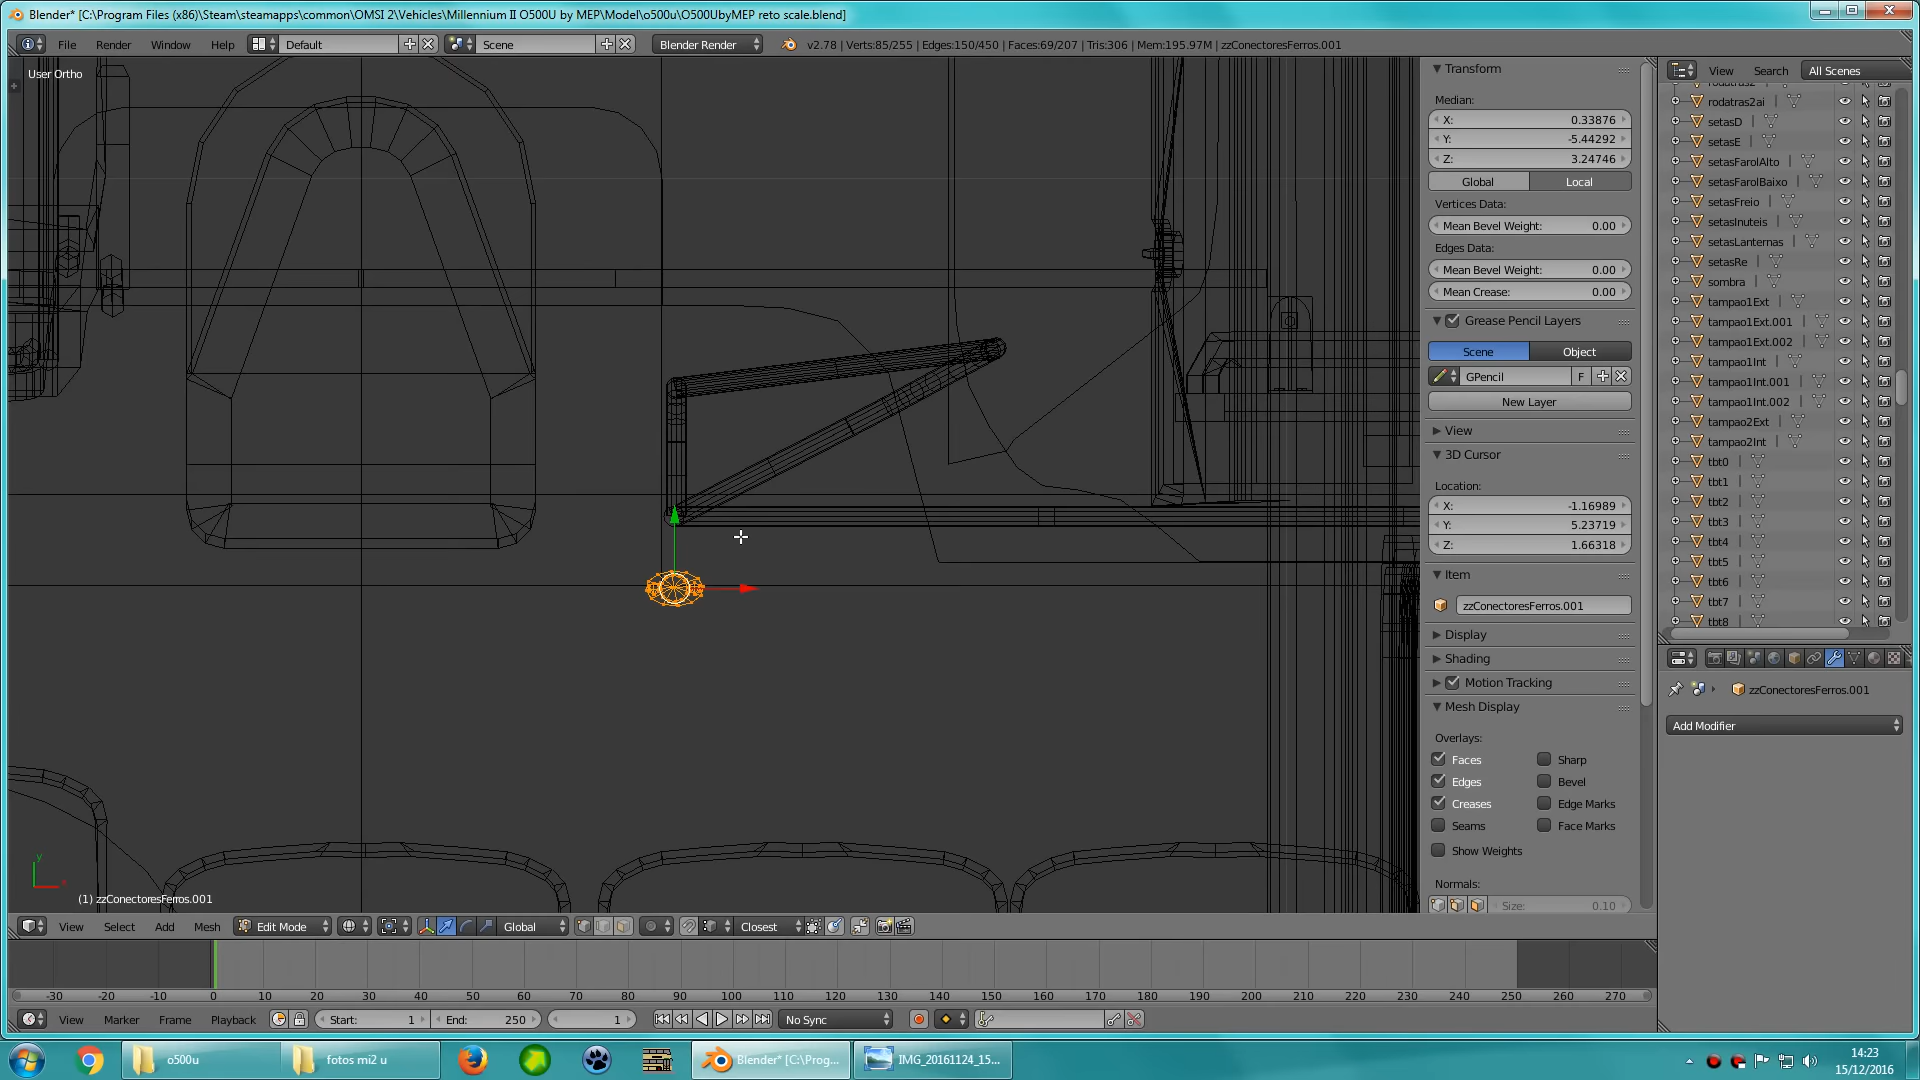 Blender* [C:\Program Files (x86)\Steam\steamapps\common\OMSI 2\Vehicles\Millennium II O500U by MEP\Model\o500u\O500UbyMEP reto scale.blend]
File Render Window Help Default Scene Blender Render v2.78 | Verts:85/255 | Edges:150/450 | Faces:69/207 | Tris:306 | Mem:195.97M | zzConectoresFerros.001
User Ortho
Transform
Median:
X: 0.33876
Y: -5.44292
Z: 3.24746
Global Local
Vertices Data:
Mean Bevel Weight: 0.00
Edges Data:
Mean Bevel Weight: 0.00
Mean Crease: 0.00
Grease Pencil Layers
Scene Object
GPencil F
New Layer
View
3D Cursor
Location:
X: -1.16989
Y: 5.23719
Z: 1.66318
Item
zzConectoresFerros.001
Display
Shading
Motion Tracking
Mesh Display
Overlays:
Faces Sharp
Edges Bevel
Creases Edge Marks
Seams Face Marks
Show Weights
Normals:
Size: 0.10
View Search All Scenes
rodatras2ai
setasD
setasE
setasFarolAlto
setasFarolBaixo
setasFreio
setasInuteis
setasLanternas
setasRe
sombra
tampao1Ext
tampao1Ext.001
tampao1Ext.002
tampao1Int
tampao1Int.001
tampao1Int.002
tampao2Ext
tampao2Int
tbt0
tbt1
tbt2
tbt3
tbt4
tbt5
tbt6
tbt7
tbt8
zzConectoresFerros.001
Add Modifier
y
(1) zzConectoresFerros.001
View Select Add Mesh Edit Mode Global Closest
-30 -20 -10 0 10 20 30 40 50 60 70 80 90 100 110 120 130 140 150 160 170 180 190 200 210 220 230 240 250 260 270
View Marker Frame Playback Start: 1 End: 250 1 No Sync
o500u fotos mi2 u Blender* [C:\Prog... IMG_20161124_15...
14:23
15/12/2016